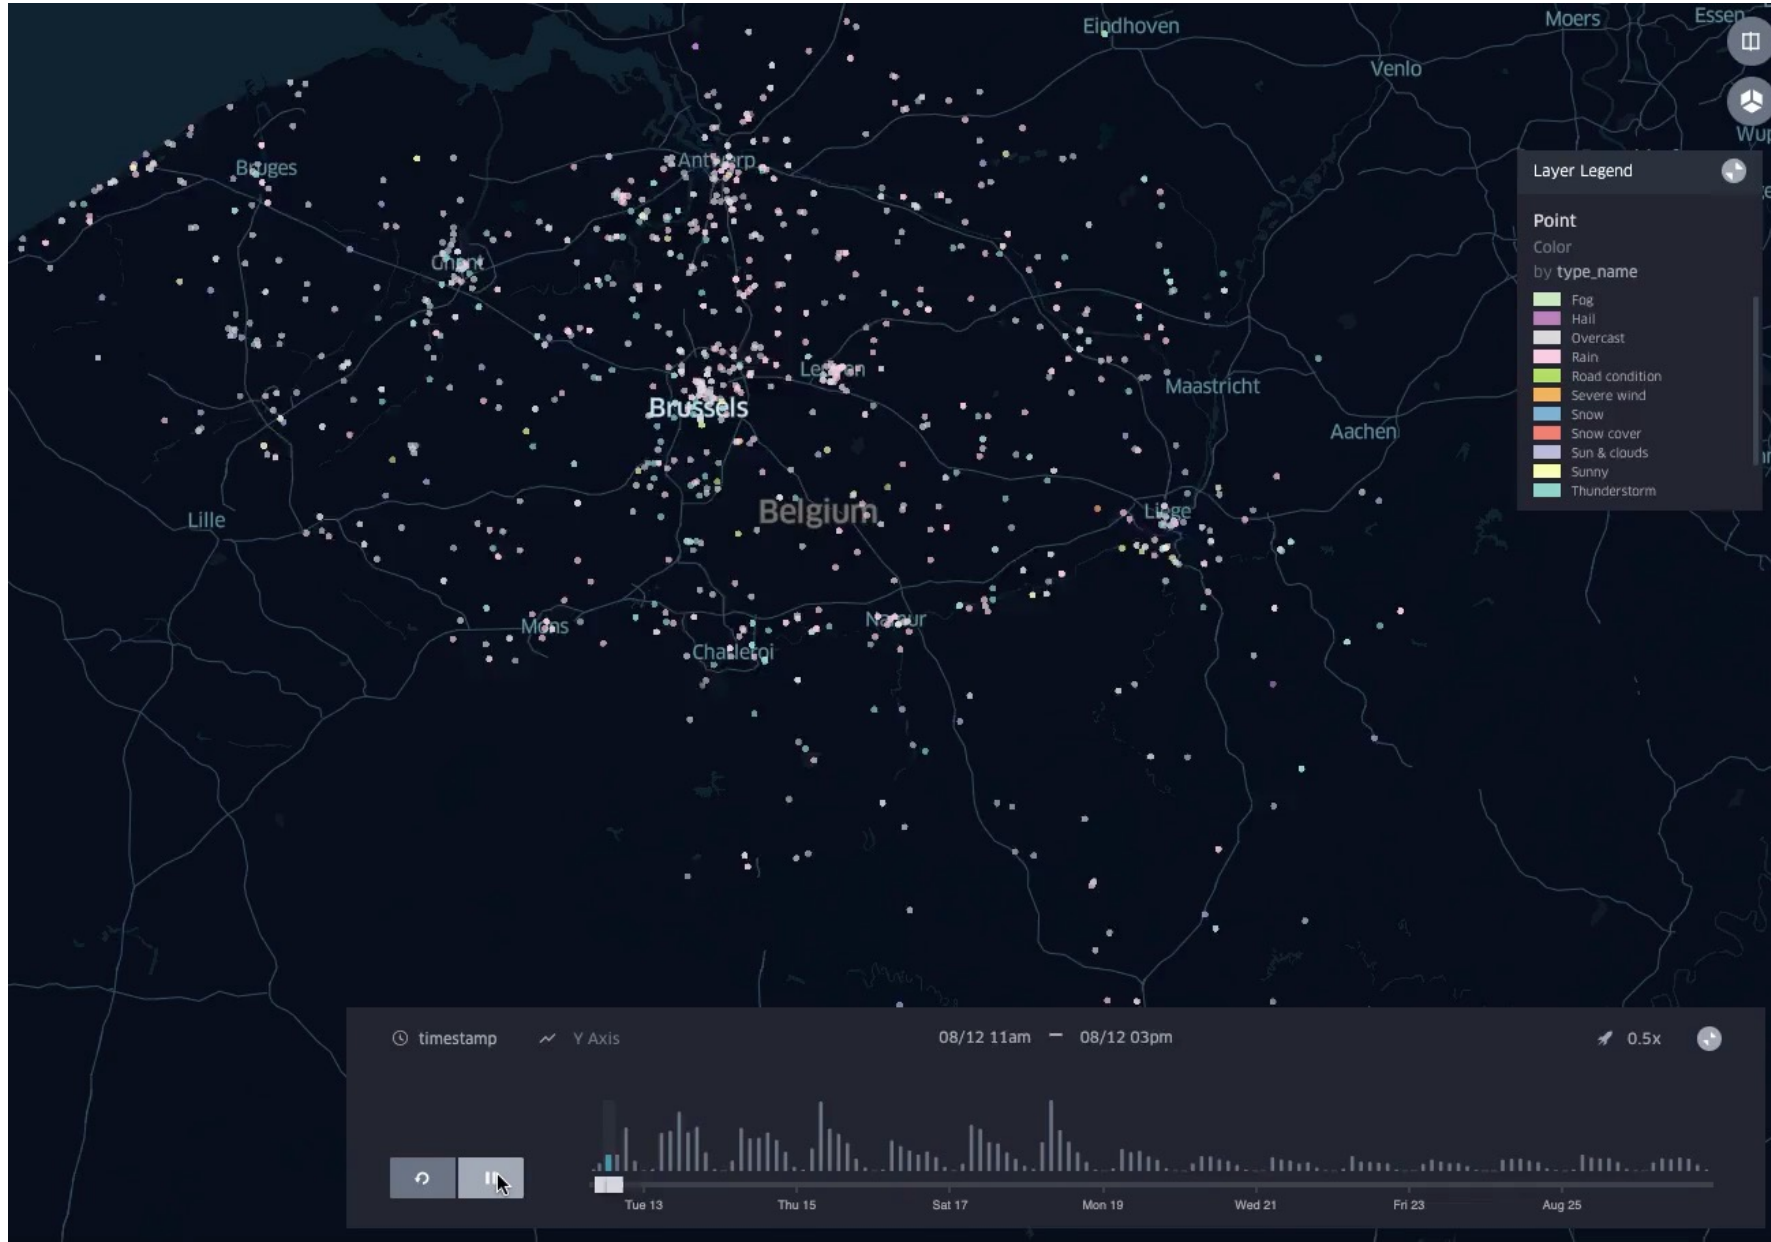 Eindhoven
Moers
Essen
Venlo
Bruges
Antwerp
Layer Legend
Point
Color
by type_name
Ghent
Fog
Hail
Overcast
Rain
Road condition
Severe wind
Snow
Snow cover
Sun & clouds
Sunny
Thunderstorm
Maastricht
Brussels
Aachen
Belgium
Lille
Liege
Mons
Namur
Charleroi
timestamp
Y Axis
08/12 11am — 08/12 03pm
0.5x
Tue 13
Thu 15
Sat 17
Mon 19
Wed 21
Fri 23
Aug 25